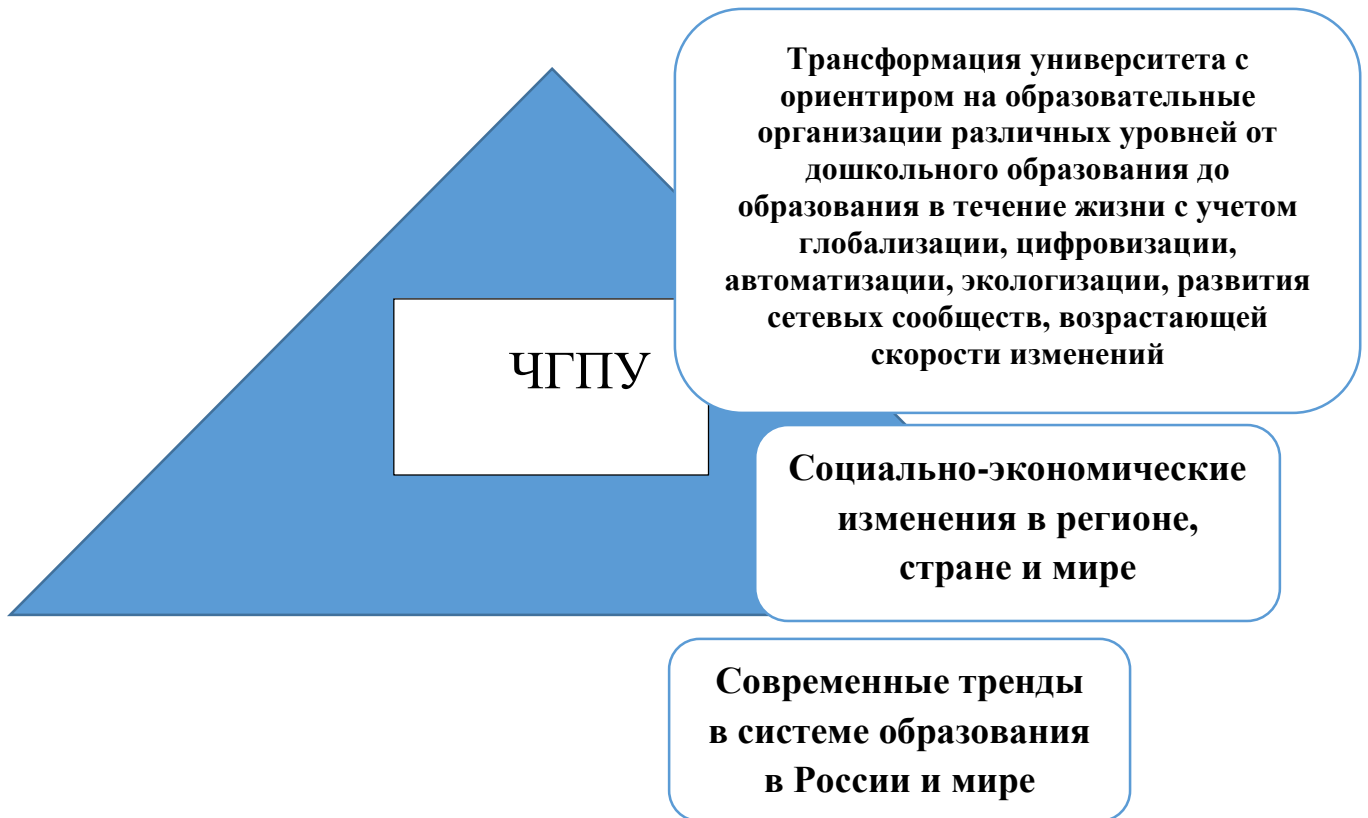 Трансформация университета с
ориентиром на образовательные
организации различных уровней от
дошкольного образования до
образования в течение жизни с учетом
глобализации, цифровизации,
автоматизации, экологизации, развития
сетевых сообществ, возрастающей
скорости изменений
ЧГПУ
Социально-экономические
изменения в регионе,
стране и мире
Современные тренды
в системе образования
в России и мире